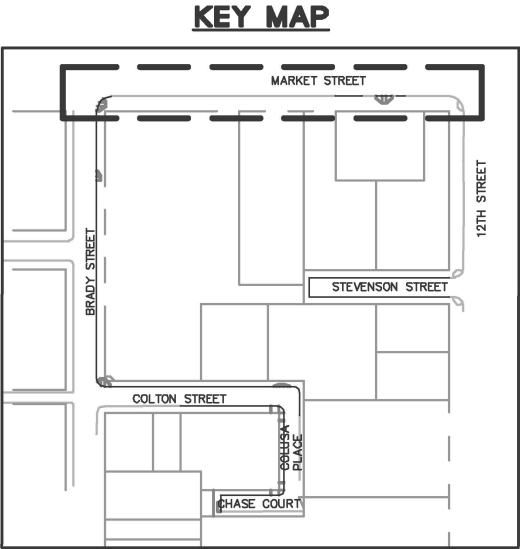 KEY MAP
MARKET STREET
12TH STREET
BRADY STREET
STEVENSON STREET
COLTON STREET
COLUSA
PLACE
CHASE COURT